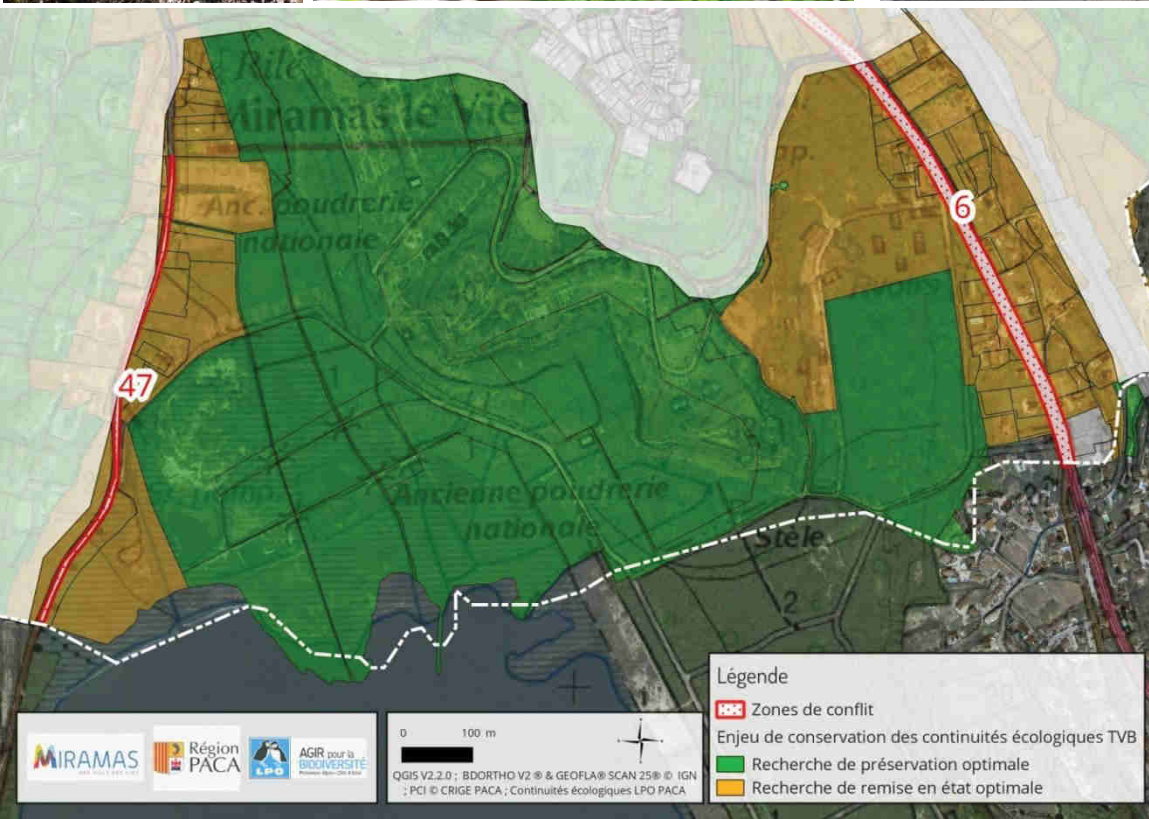 Rilé
Miramas le Vieux
Anc. poudrerie
nationale
6
47
1
Ancienne poudrerie
nationale
Stèle
2
Légende
Zones de conflit
Enjeu de conservation des continuités écologiques TVB
Recherche de préservation optimale
Recherche de remise en état optimale
MIRAMAS
Région
PACA
LPO
AGIR pour la
BIODIVERSITÉ
0 100 m
QGIS V2.2.0 ; BDORTHO V2 ® & GEOFLA® SCAN 25® © IGN
; PCI © CRIGE PACA ; Continuités écologiques LPO PACA